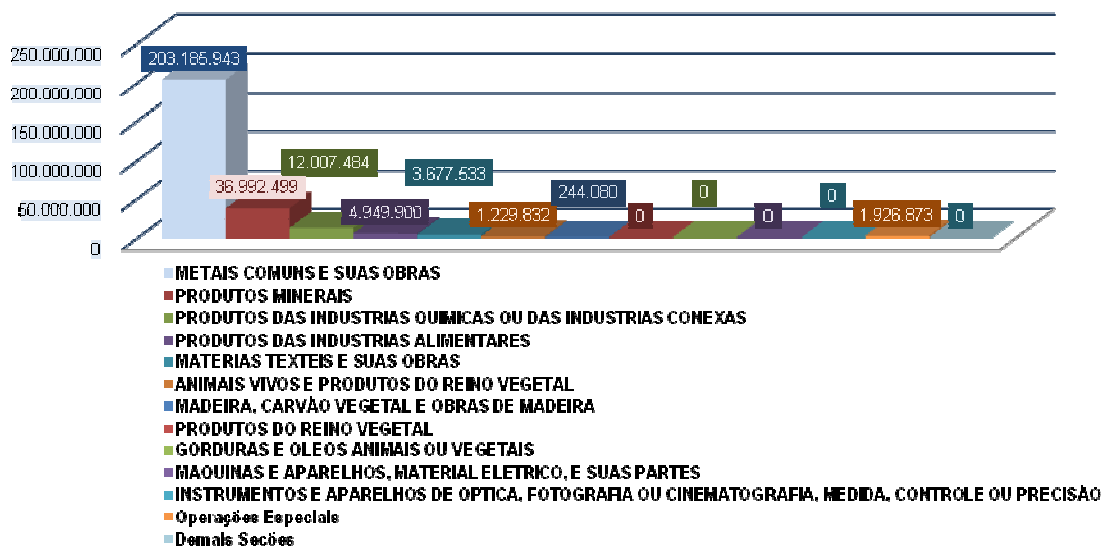 250.000.000
200.000.000
150.000.000
100.000.000
50.000.000
0
203.185.943
36.992.499
12.007.484
4.949.900
3.677.533
1.229.832
244.080
0
0
0
0
1.926.873
0
METAIS COMUNS E SUAS OBRAS
PRODUTOS MINERAIS
PRODUTOS DAS INDUSTRIAS QUIMICAS OU DAS INDUSTRIAS CONEXAS
PRODUTOS DAS INDUSTRIAS ALIMENTARES
MATERIAS TEXTEIS E SUAS OBRAS
ANIMAIS VIVOS E PRODUTOS DO REINO VEGETAL
MADEIRA, CARVÃO VEGETAL E OBRAS DE MADEIRA
PRODUTOS DO REINO VEGETAL
GORDURAS E OLEOS ANIMAIS OU VEGETAIS
MAQUINAS E APARELHOS, MATERIAL ELETRICO, E SUAS PARTES
INSTRUMENTOS E APARELHOS DE OPTICA, FOTOGRAFIA OU CINEMATOGRAFIA, MEDIDA, CONTROLE OU PRECISÃO
Operações Especiais
Demais Secões